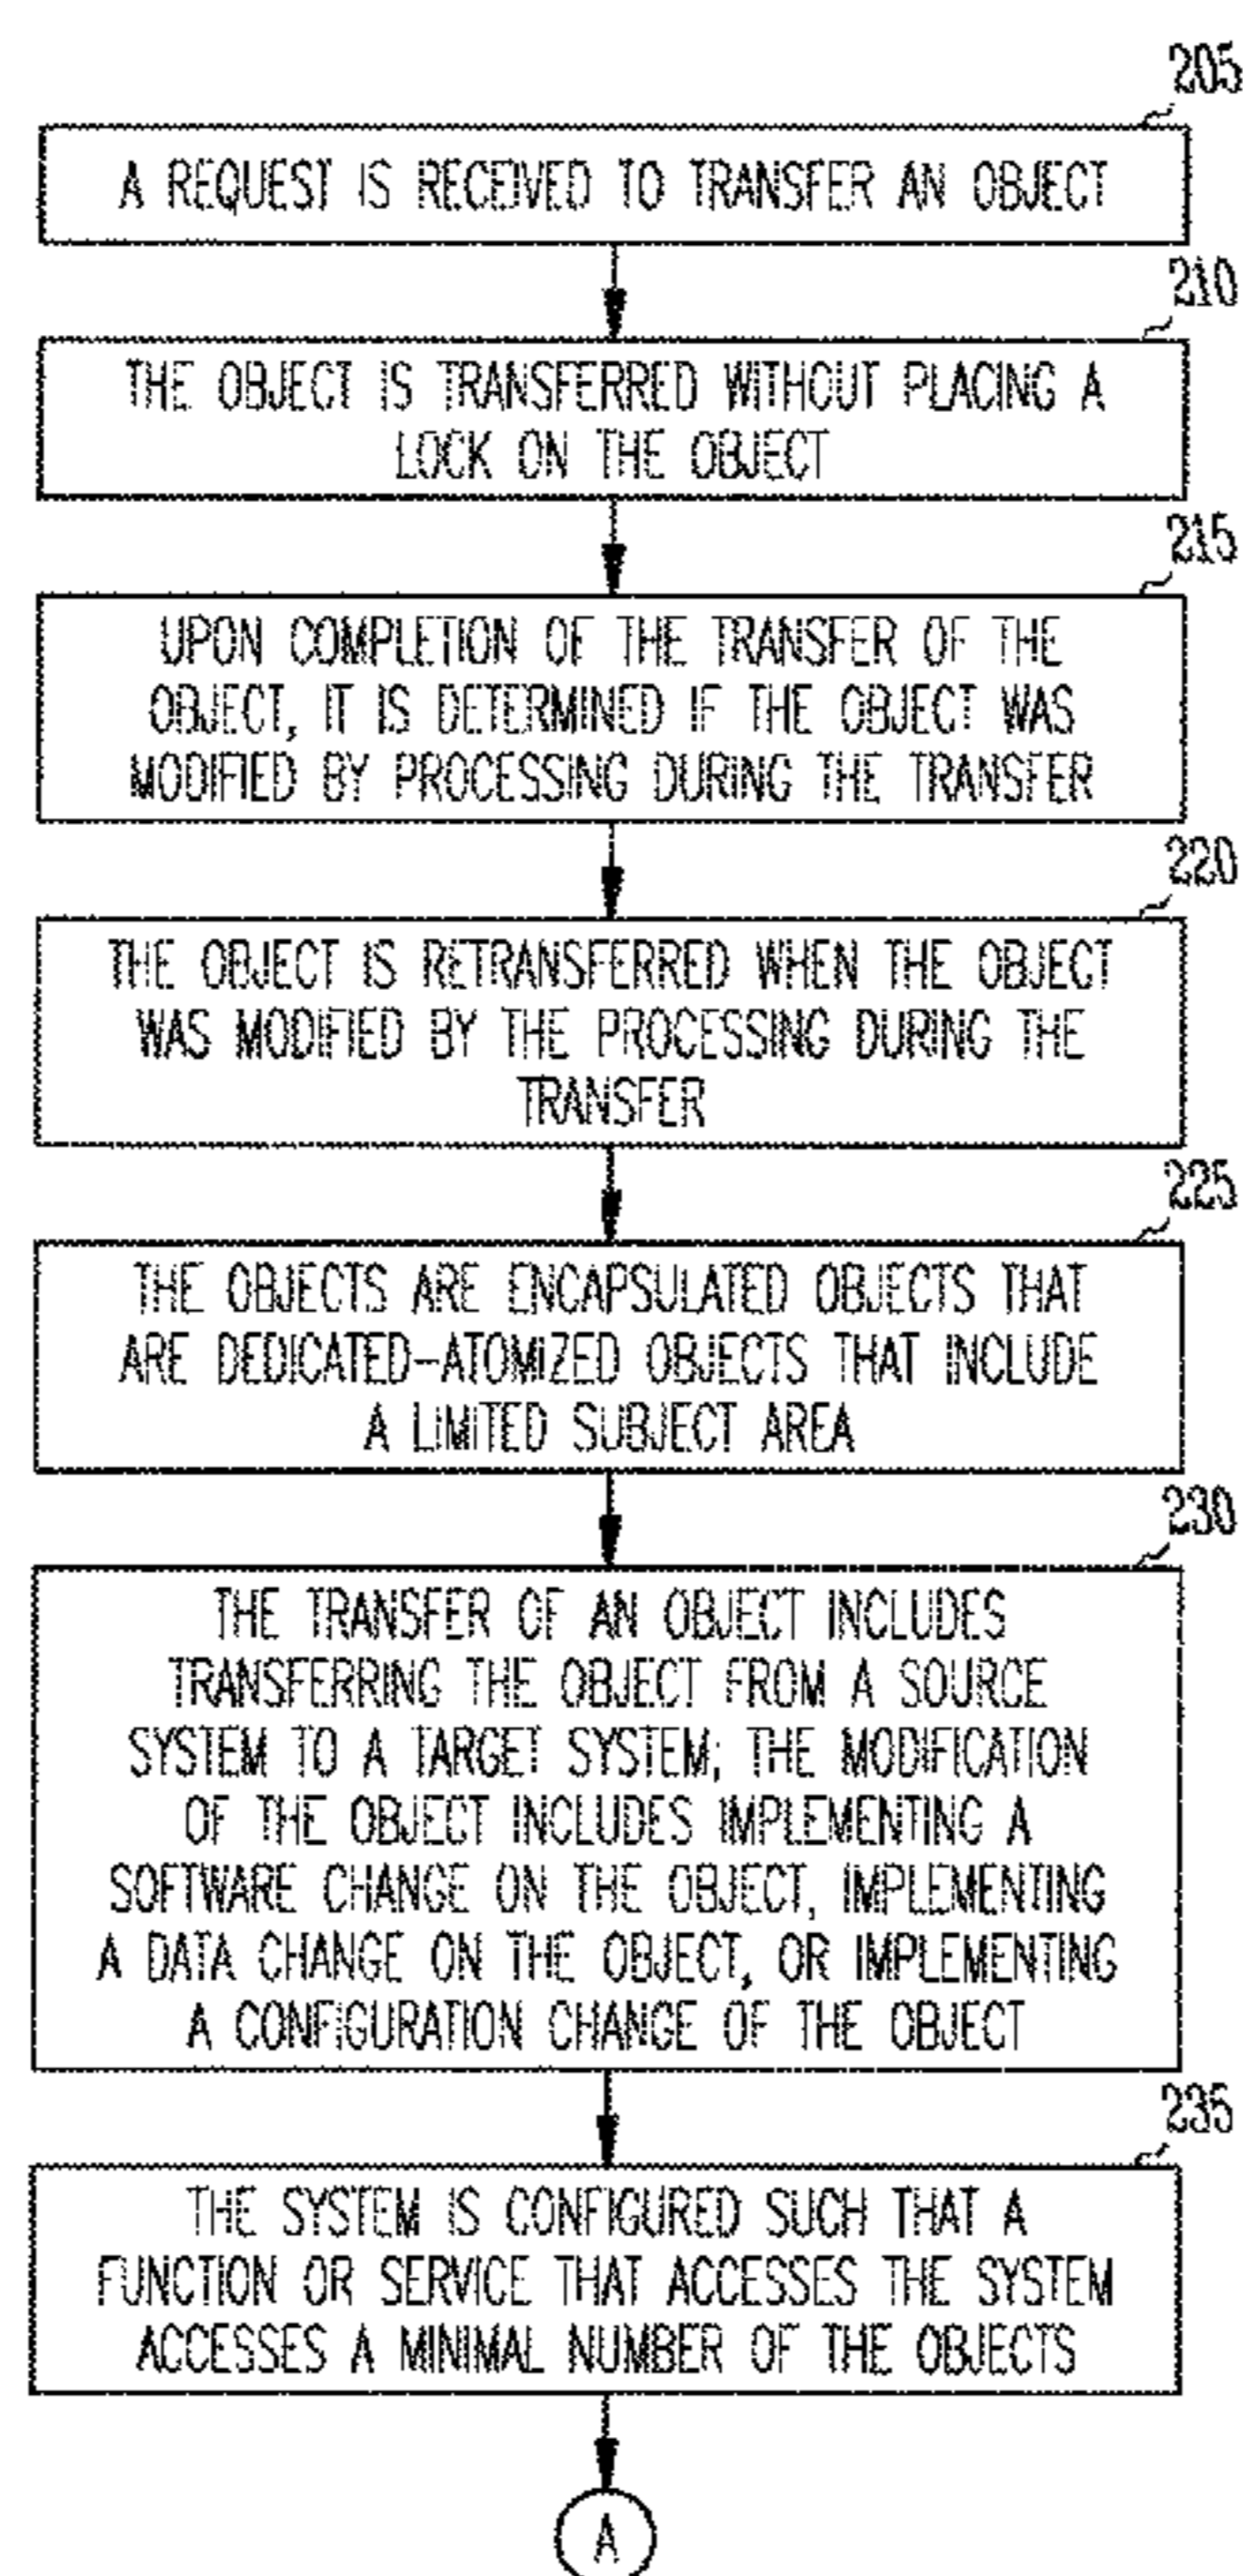 205
A REQUEST IS RECEIVED TO TRANSFER AN OBJECT
210
THE OBJECT IS TRANSFERRED WITHOUT PLACING A
LOCK ON THE OBJECT
215
UPON COMPLETION OF THE TRANSFER OF THE
OBJECT, IT IS DETERMINED IF THE OBJECT WAS
MODIFIED BY PROCESSING DURING THE TRANSFER
220
THE OBJECT IS RETRANSFERRED WHEN THE OBJECT
WAS MODIFIED BY THE PROCESSING DURING THE
TRANSFER
225
THE OBJECTS ARE ENCAPSULATED OBJECTS THAT
ARE DEDICATED-ATOMIZED OBJECTS THAT INCLUDE
A LIMITED SUBJECT AREA
230
THE TRANSFER OF AN OBJECT INCLUDES
TRANSFERRING THE OBJECT FROM A SOURCE
SYSTEM TO A TARGET SYSTEM; THE MODIFICATION
OF THE OBJECT INCLUDES IMPLEMENTING A
SOFTWARE CHANGE ON THE OBJECT, IMPLEMENTING
A DATA CHANGE ON THE OBJECT, OR IMPLEMENTING
A CONFIGURATION CHANGE OF THE OBJECT
235
THE SYSTEM IS CONFIGURED SUCH THAT A
FUNCTION OR SERVICE THAT ACCESSES THE SYSTEM
ACCESSES A MINIMAL NUMBER OF THE OBJECTS
A